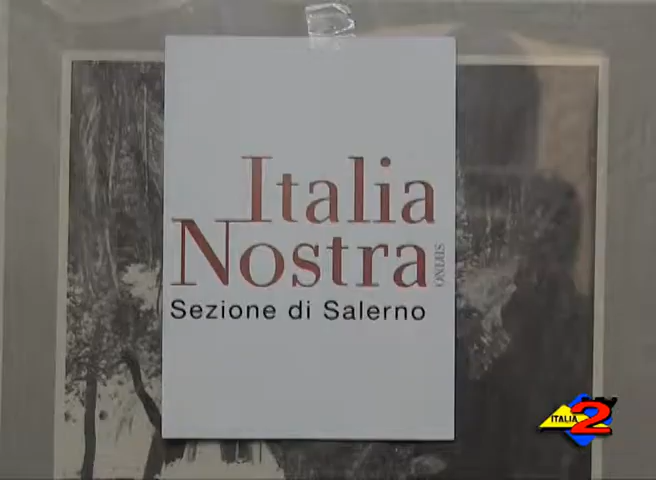 Italia
Nostra
ONLUS
Sezione di Salerno
ITALIA 2